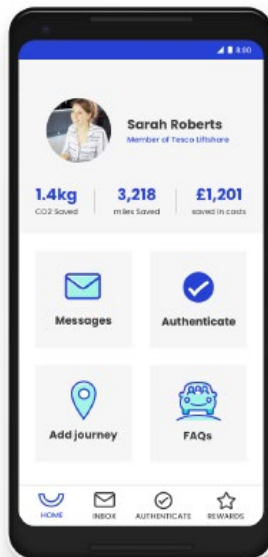 8:00
Sarah Roberts
Member of Tesco Liftshare
1.4kg 3,218 £1,201
CO2 Saved miles Saved saved in costs
Messages Authenticate
Add journey FAQs
HOME INBOX AUTHENTICATE REWARDS